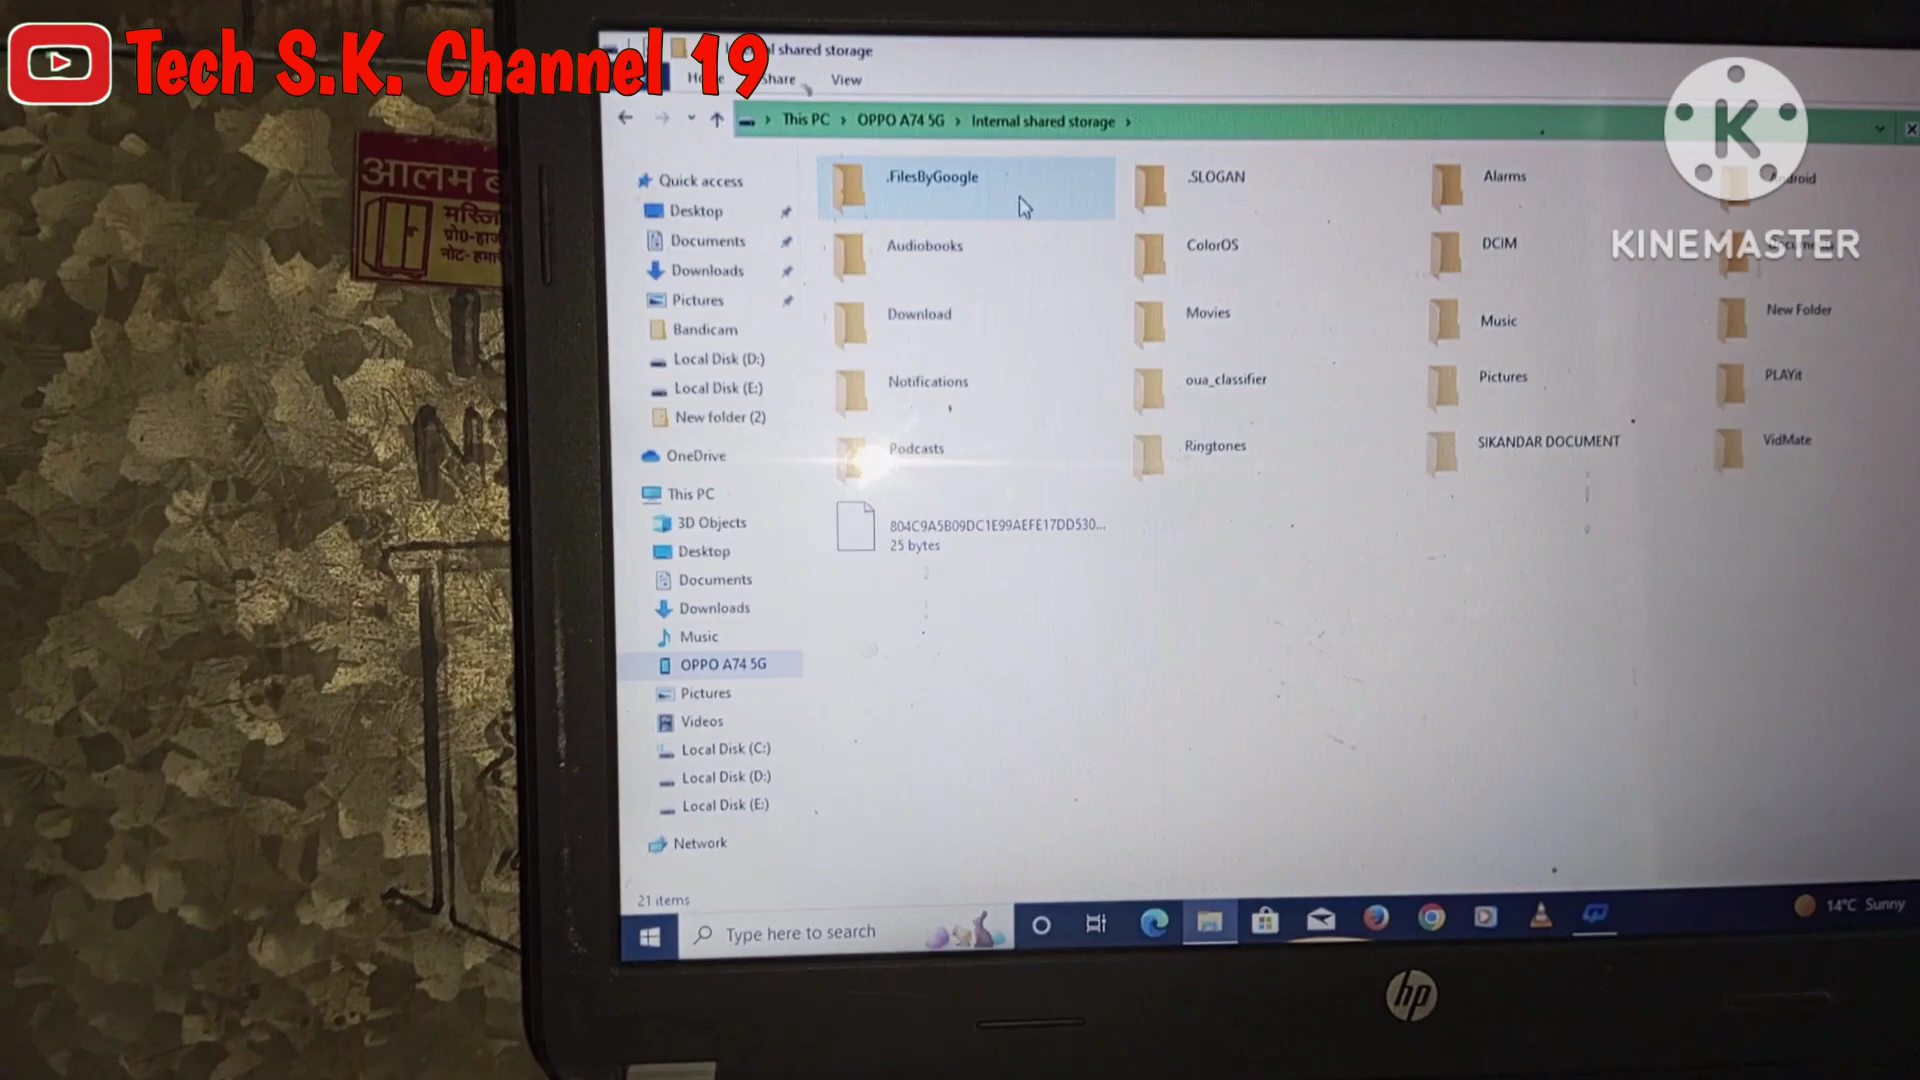 Tech S.K. Channel 19
shared storage
Share
View
This PC
OPPO A74 5G
Internal shared storage
KINEMASTER
आलम
Quick access
Desktop
Documents
Downloads
Pictures
Bandicam
Local Disk (D:)
Local Disk (E:)
New folder (2)
OneDrive
This PC
3D Objects
Desktop
Documents
Downloads
Music
OPPO A74 5G
Pictures
Videos
Local Disk (C:)
Local Disk (D:)
Local Disk (E:)
Network
.FilesByGoogle
.SLOGAN
Alarms
Android
Audiobooks
ColorOS
DCIM
Download
Movies
Music
New Folder
Notifications
oua_classifier
Pictures
PLAYit
Podcasts
Ringtones
SIKANDAR DOCUMENT
VidMate
804C9A5B09DC1E99AEFE17DD530...
25 bytes
21 items
Type here to search
14°C Sunny
hp